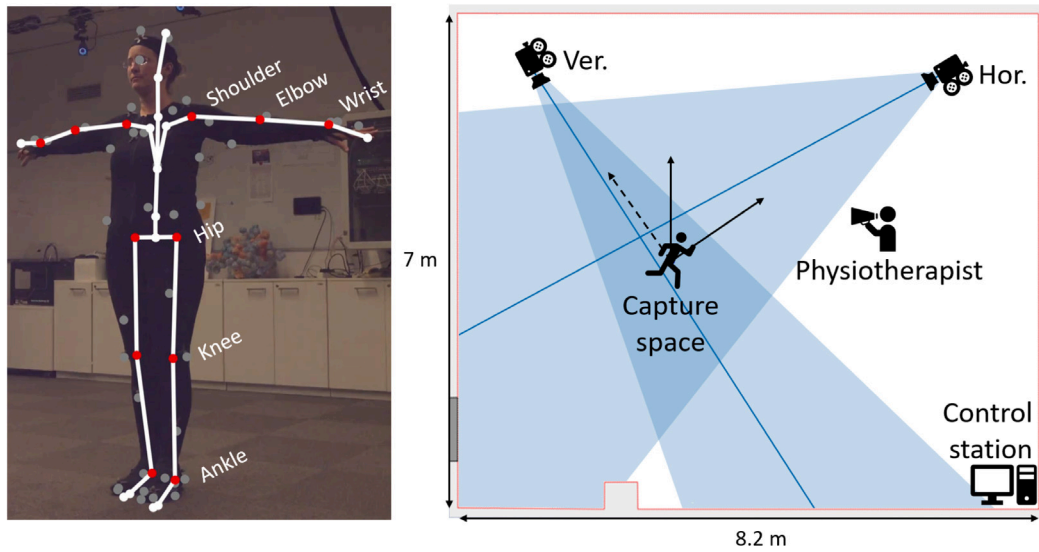 Shoulder
Elbow
Wrist
Hip
Knee
Ankle
Ver.
Hor.
7 m
Physiotherapist
Capture
space
Control
station
8.2 m